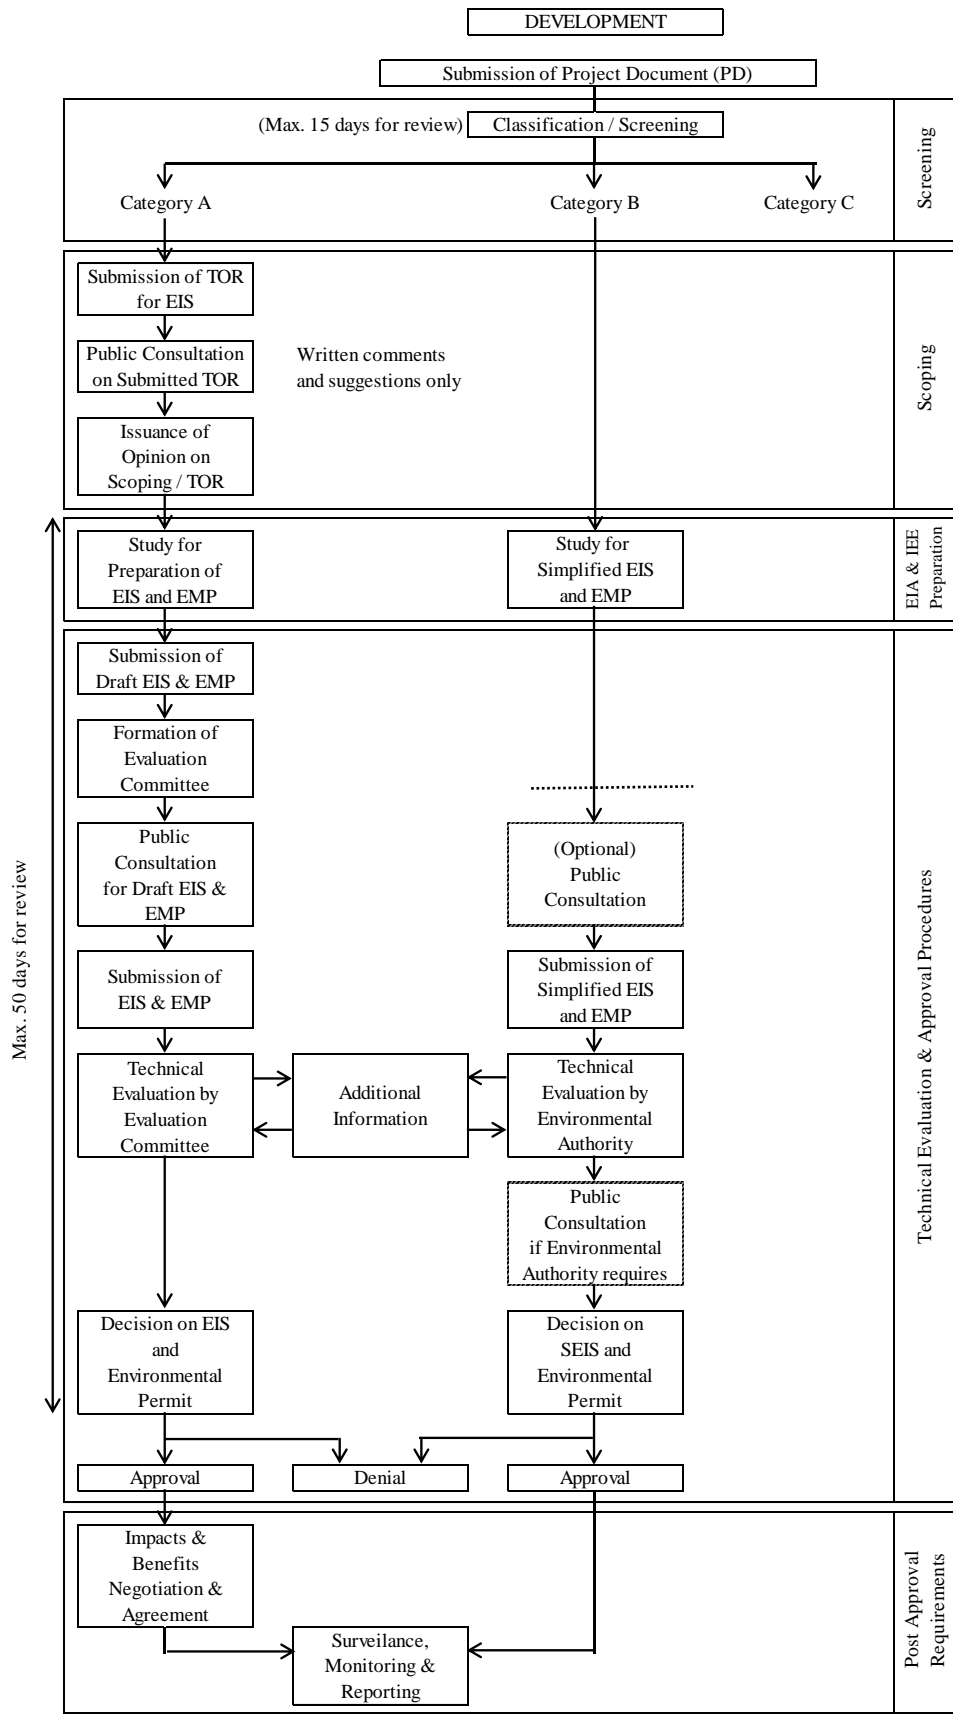 DEVELOPMENT
Submission of Project Document (PD)
(Max. 15 days for review)
Classification / Screening
Category A
Category B
Category C
Screening
Submission of TOR
for EIS
Public Consultation
on Submitted TOR
Written comments
and suggestions only
Issuance of
Opinion on
Scoping / TOR
Scoping
Study for
Preparation of
EIS and EMP
Study for
Simplified EIS
and EMP
EIA & IEE
Preparation
Max. 50 days for review
Submission of
Draft EIS & EMP
Formation of
Evaluation
Committee
Public
Consultation
for Draft EIS &
EMP
(Optional)
Public
Consultation
Submission of
EIS & EMP
Submission of
Simplified EIS
and EMP
Technical
Evaluation by
Evaluation
Committee
Additional
Information
Technical
Evaluation by
Environmental
Authority
Public
Consultation
if Environmental
Authority requires
Decision on EIS
and
Environmental
Permit
Decision on
SEIS and
Environmental
Permit
Approval
Denial
Approval
Technical Evaluation & Approval Procedures
Impacts &
Benefits
Negotiation &
Agreement
Surveilance,
Monitoring &
Reporting
Post Approval
Requirements